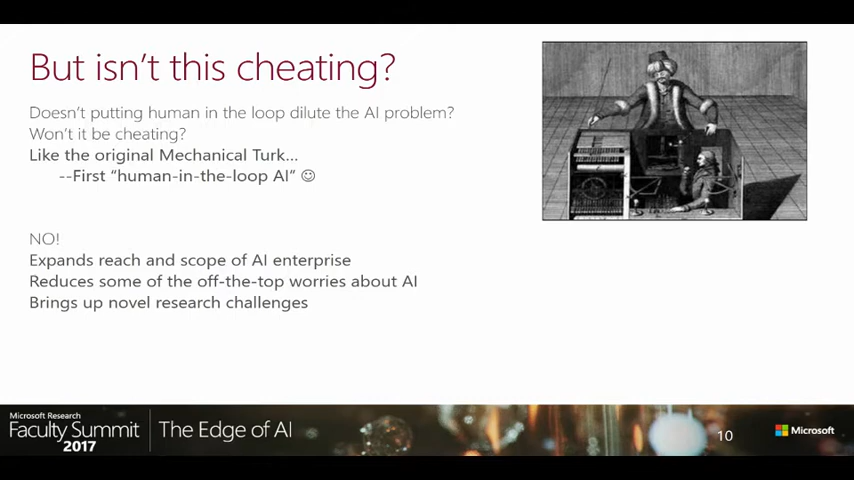 But isn't this cheating?
Doesn't putting human in the loop dilute the AI problem?
Won't it be cheating?
Like the original Mechanical Turk...
--First "human-in-the-loop AI" ☺
NO!
Expands reach and scope of AI enterprise
Reduces some of the off-the-top worries about AI
Brings up novel research challenges
Microsoft Research
Faculty Summit
2017
The Edge of AI
10
Microsoft